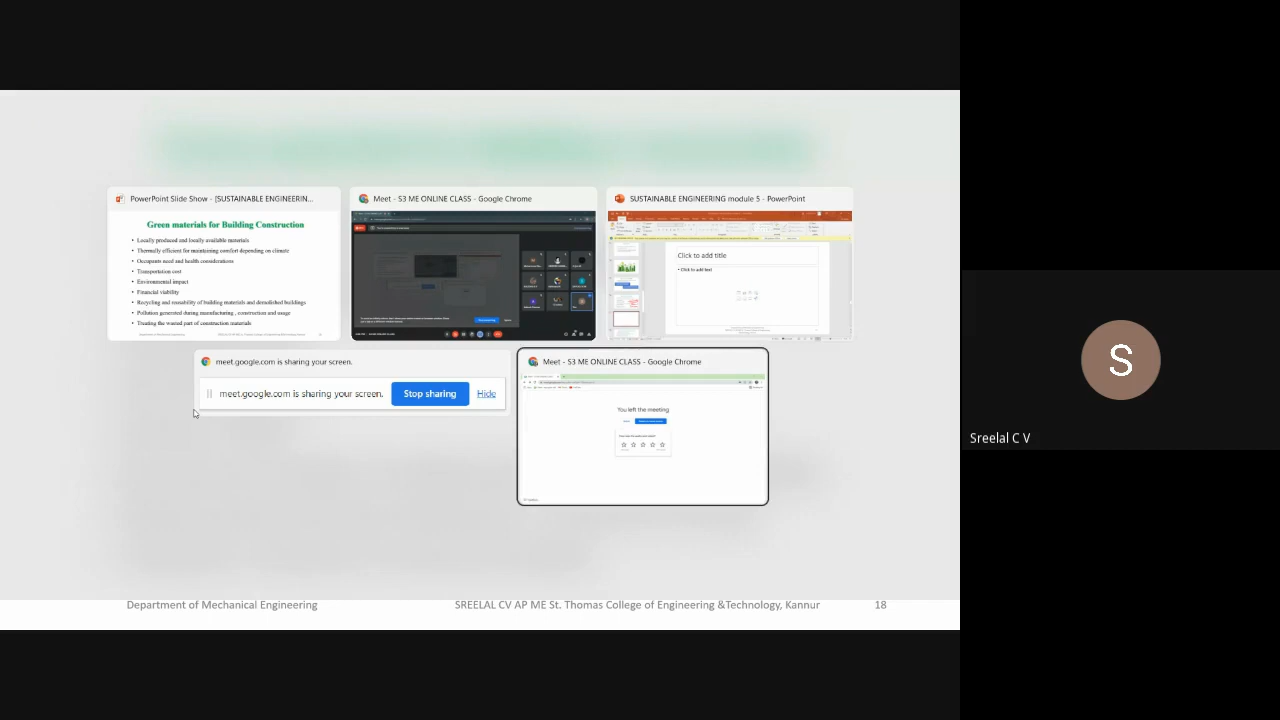 PowerPoint Slide Show - [SUSTAINABLE ENGINEERIN...
Green materials for Building Construction
• Locally produced and locally available materials
• Thermally efficient for maintaining comfort depending on climate
• Occupants need and health considerations
• Transportation cost
• Environmental impact
• Financial viability
• Recycling and reusability of building materials and demolished buildings
• Pollution generated during manufacturing , construction and usage
• Treating the wasted part of construction materials
Meet - S3 ME ONLINE CLASS - Google Chrome
SUSTAINABLE ENGINEERING module 5 - PowerPoint
Click to add title
• Click to add text
meet.google.com is sharing your screen.
meet.google.com is sharing your screen.
Stop sharing
Hide
Meet - S3 ME ONLINE CLASS - Google Chrome
You left the meeting
S
Sreelal C V
Department of Mechanical Engineering
SREELAL CV AP ME St. Thomas College of Engineering &Technology, Kannur
18